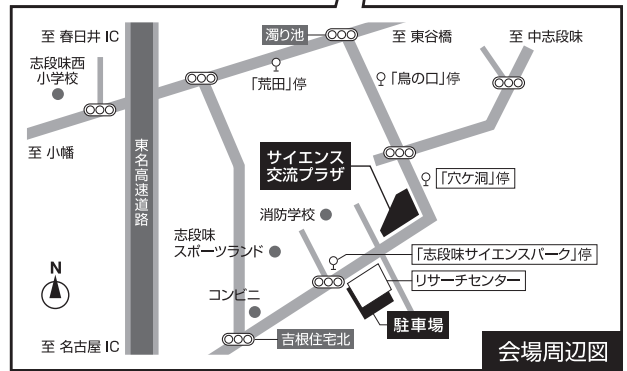 至 春日井 IC
濁り池
至 東谷橋
至 中志段味
志段味西
小学校
「荒田」停
「鳥の口」停
至 小幡
東名高速道路
サイエンス
交流プラザ
「穴ケ洞」停
消防学校
志段味
スポーツランド
「志段味サイエンスパーク」停
N
リサーチセンター
コンビニ
駐車場
吉根住宅北
至 名古屋 IC
会場周辺図